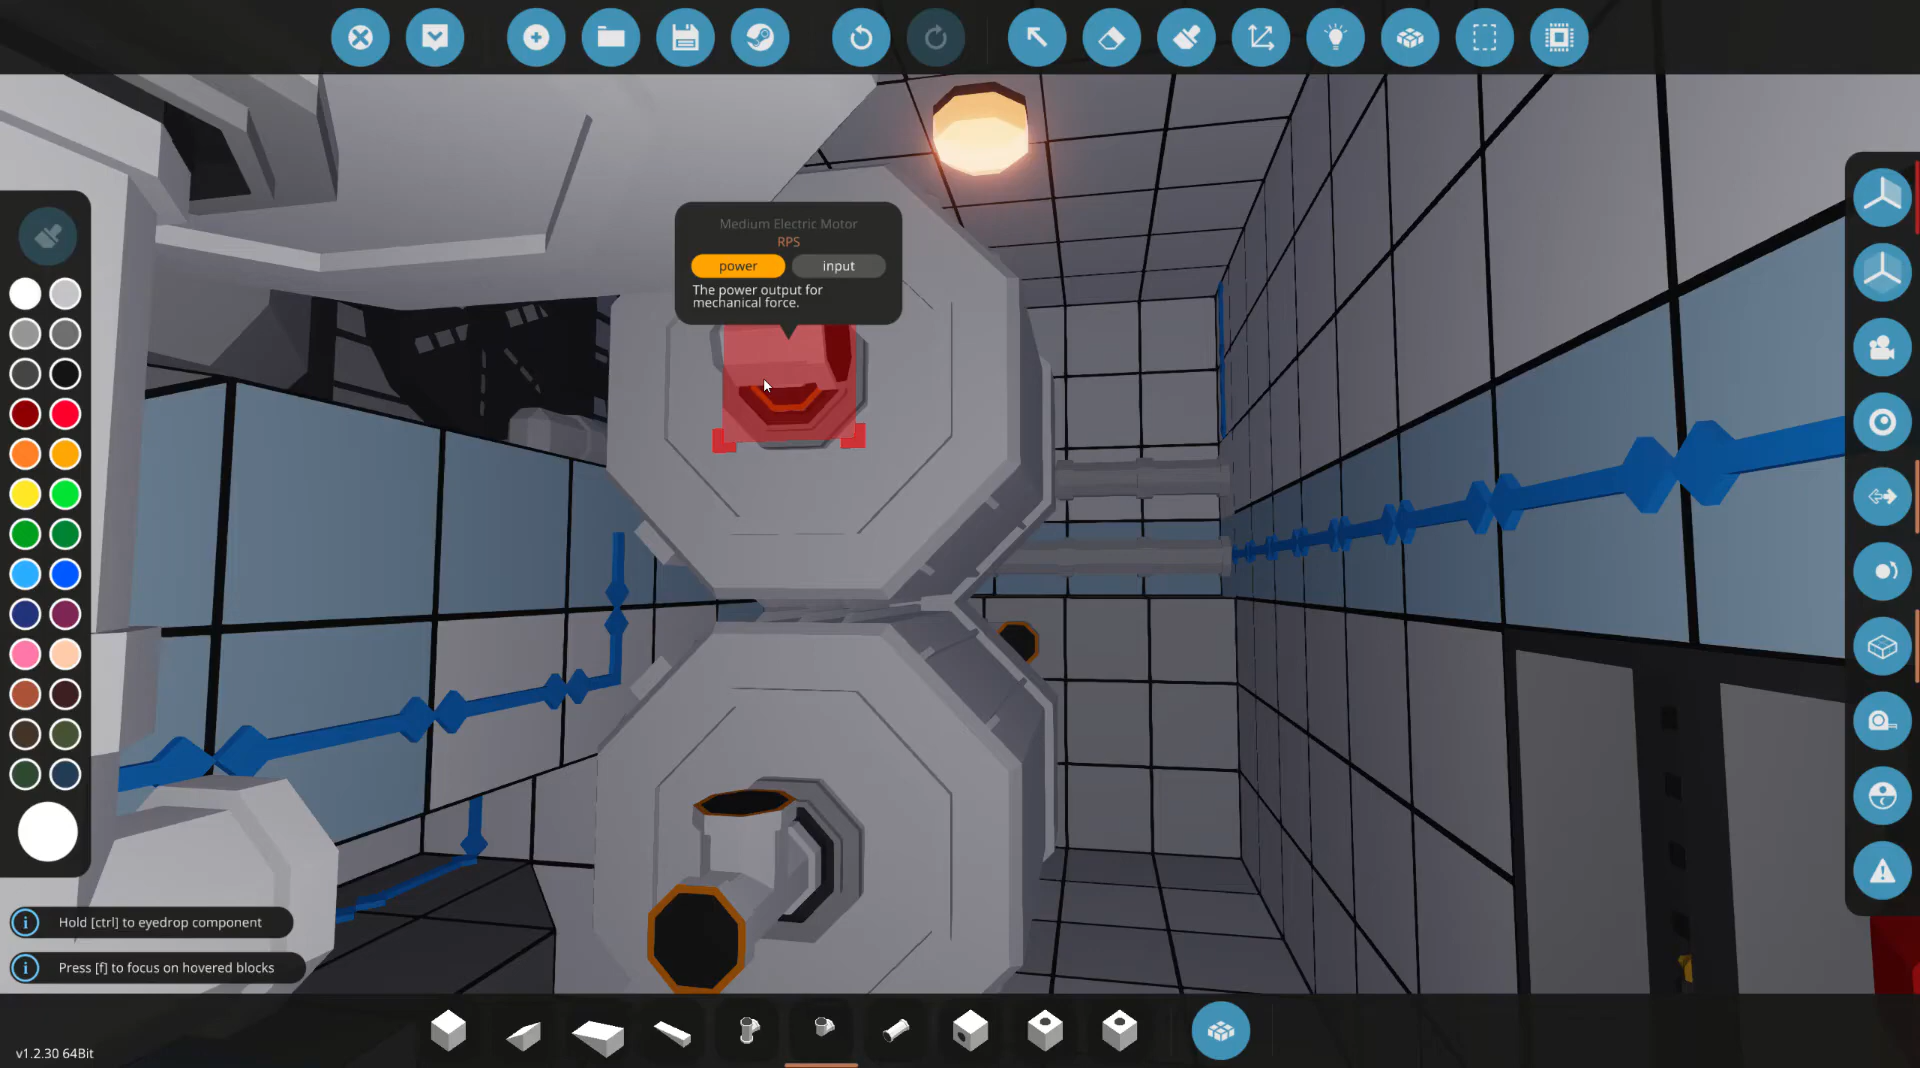 Medium Electric Motor
RPS
power input
The power output for
mechanical force.
Hold [ctrl] to eyedrop component
Press [f] to focus on hovered blocks
v1.2.30 64Bit